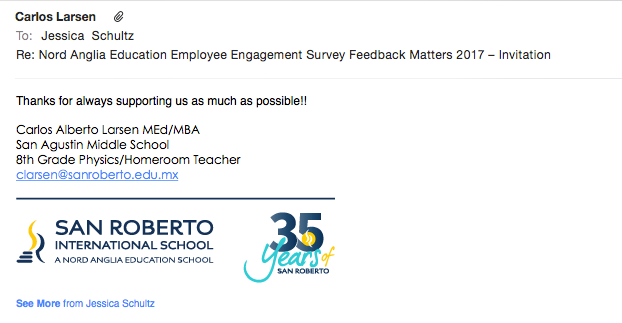 Carlos Larsen
To: Jessica Schultz
Re: Nord Anglia Education Employee Engagement Survey Feedback Matters 2017 – Invitation
Thanks for always supporting us as much as possible!!
Carlos Alberto Larsen MEd/MBA
San Agustin Middle School
8th Grade Physics/Homeroom Teacher
clarsen@sanroberto.edu.mx
SAN ROBERTO
INTERNATIONAL SCHOOL
A NORD ANGLIA EDUCATION SCHOOL
35
Years of
SAN ROBERTO
See More from Jessica Schultz